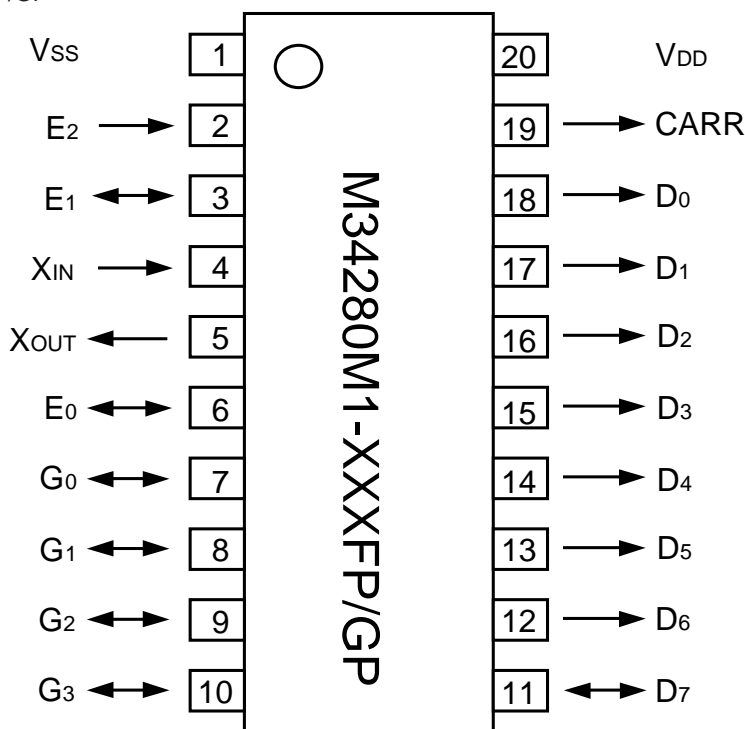 VSS 1 20 VDD
E2 2 19 CARR
E1 3 18 D0
XIN 4 17 D1
XOUT 5 16 D2
E0 6 15 D3
G0 7 14 D4
G1 8 13 D5
G2 9 12 D6
G3 10 11 D7
M34280M1-XXXFP/GP